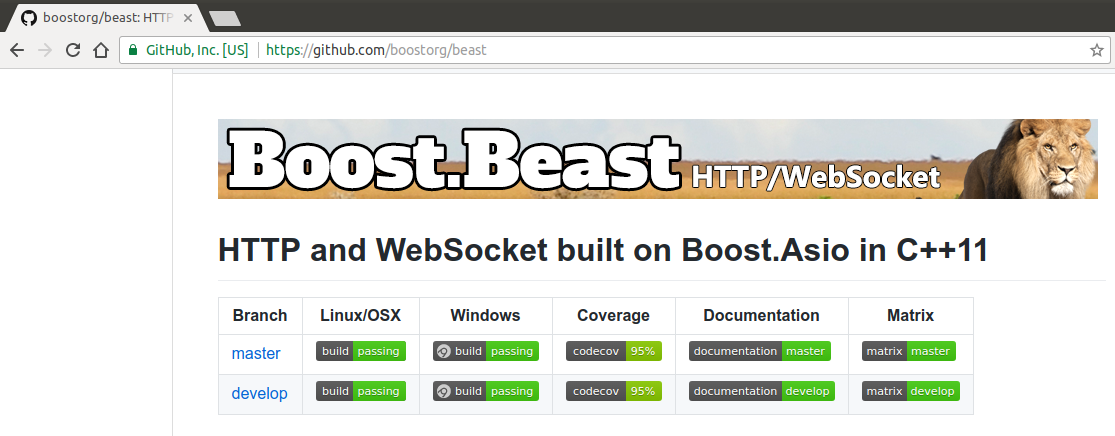 boostorg/beast: HTTP
GitHub, Inc. [US] https://github.com/boostorg/beast
Boost.Beast HTTP/WebSocket
HTTP and WebSocket built on Boost.Asio in C++11
Branch Linux/OSX Windows Coverage Documentation Matrix
master build passing build passing codecov 95% documentation master matrix master
develop build passing build passing codecov 95% documentation develop matrix develop